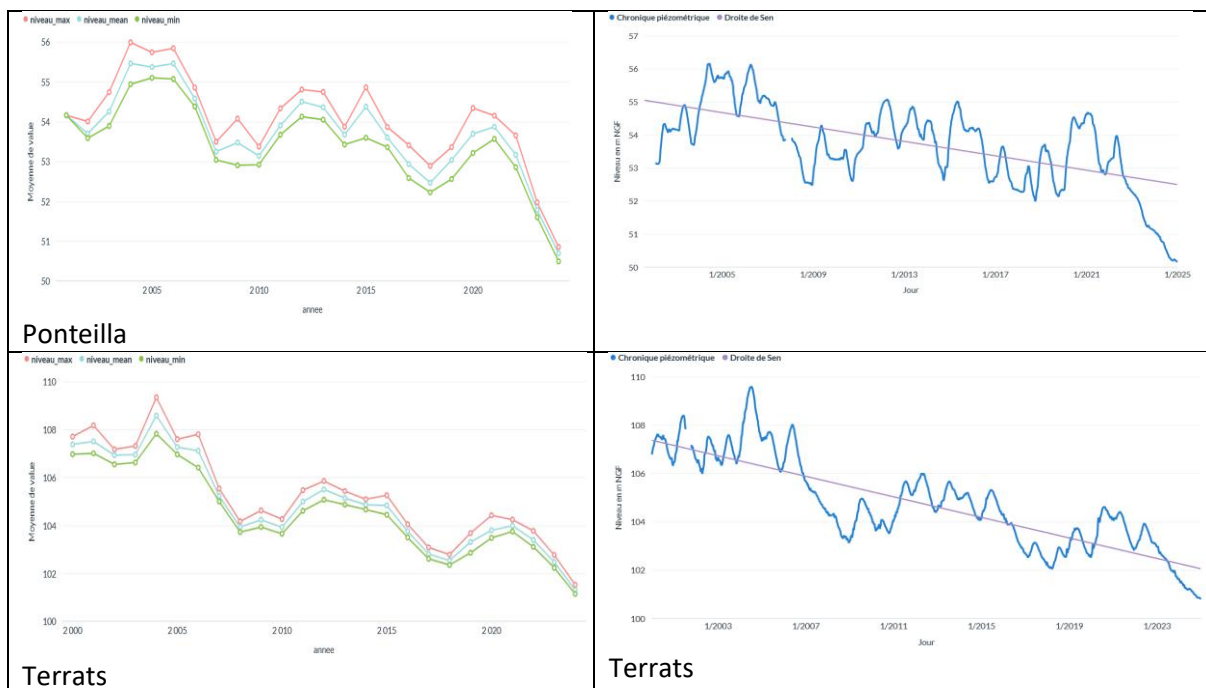 niveau_max niveau_mean niveau_min
56
55
54
53
52
51
50
Moyenne de value
2005 2010 2015 2020
annee
Ponteilla
Chronique piézométrique Droite de Sen
57
56
55
54
53
52
51
50
Niveau en m NGF
1/2005 1/2009 1/2013 1/2017 1/2021 1/2025
Jour
niveau_max niveau_mean niveau_min
110
108
106
104
102
100
Moyenne de value
2000 2005 2010 2015 2020
annee
Terrats
Chronique piézométrique Droite de Sen
110
108
106
104
102
100
Niveau en m NGF
1/2003 1/2007 1/2011 1/2015 1/2019 1/2023
Jour
Terrats